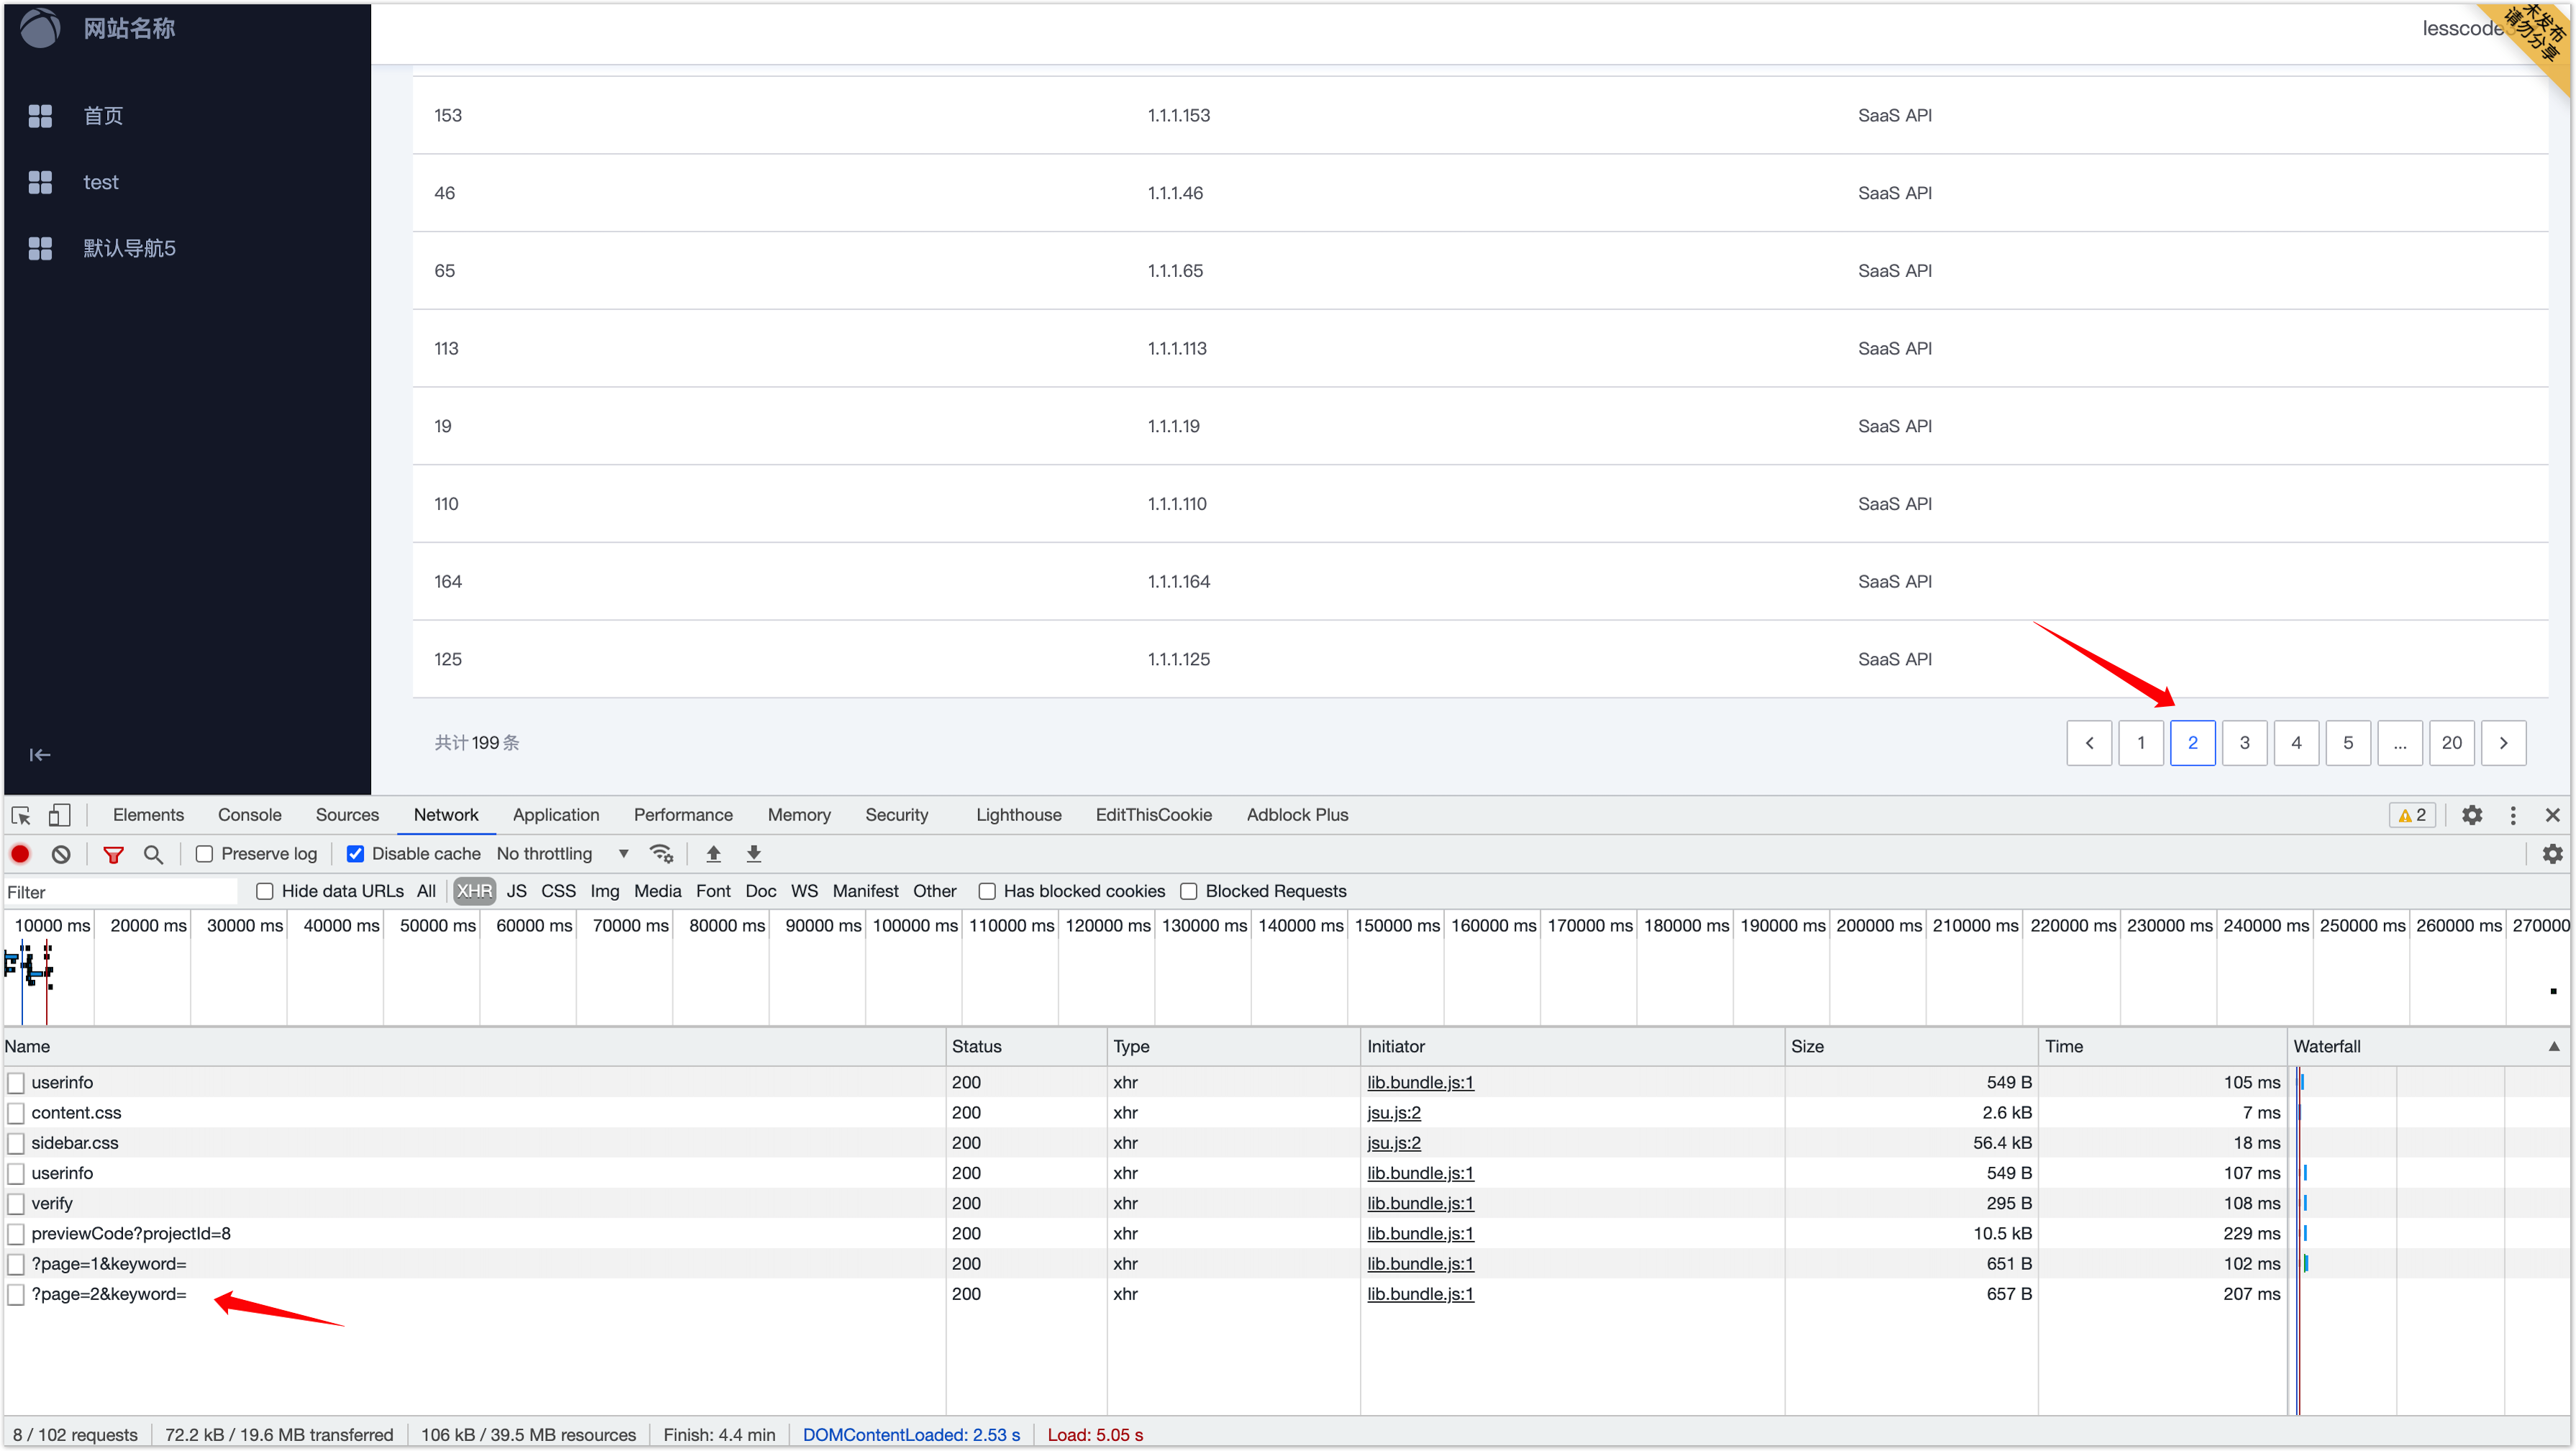 网站名称
lesscode
未发布
请勿分享
首页
test
默认导航5
153 1.1.1.153 SaaS API
46 1.1.1.46 SaaS API
65 1.1.1.65 SaaS API
113 1.1.1.113 SaaS API
19 1.1.1.19 SaaS API
110 1.1.1.110 SaaS API
164 1.1.1.164 SaaS API
125 1.1.1.125 SaaS API
共计 199 条 1 2 3 4 5 ... 20
Elements Console Sources Network Application Performance Memory Security Lighthouse EditThisCookie Adblock Plus 2
Preserve log Disable cache No throttling
Filter Hide data URLs All XHR JS CSS Img Media Font Doc WS Manifest Other Has blocked cookies Blocked Requests
10000 ms 20000 ms 30000 ms 40000 ms 50000 ms 60000 ms 70000 ms 80000 ms 90000 ms 100000 ms 110000 ms 120000 ms 130000 ms 140000 ms 150000 ms 160000 ms 170000 ms 180000 ms 190000 ms 200000 ms 210000 ms 220000 ms 230000 ms 240000 ms 250000 ms 260000 ms 270000
Name Status Type Initiator Size Time Waterfall
userinfo 200 xhr lib.bundle.js:1 549 B 105 ms
content.css 200 xhr jsu.js:2 2.6 kB 7 ms
sidebar.css 200 xhr jsu.js:2 56.4 kB 18 ms
userinfo 200 xhr lib.bundle.js:1 549 B 107 ms
verify 200 xhr lib.bundle.js:1 295 B 108 ms
previewCode?projectId=8 200 xhr lib.bundle.js:1 10.5 kB 229 ms
?page=1&keyword= 200 xhr lib.bundle.js:1 651 B 102 ms
?page=2&keyword= 200 xhr lib.bundle.js:1 657 B 207 ms
8 / 102 requests 72.2 kB / 19.6 MB transferred 106 kB / 39.5 MB resources Finish: 4.4 min DOMContentLoaded: 2.53 s Load: 5.05 s